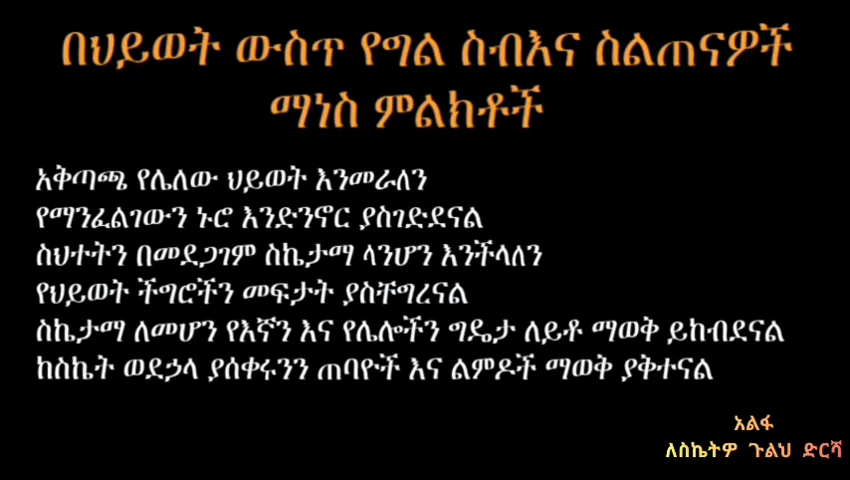 በህይወት ውስጥ የግል ስብእና ስልጠናዎች
ማነስ ምልክቶች
አቅጣጫ የሌለው ህይወት እንመራለን
የማንፈልገውን ኑሮ እንድንኖር ያስገድደናል
ስህተትን በመደጋገም ስኬታማ ላንሆን እንችላለን
የህይወት ችግሮችን መፍታት ያስቸግረናል
ስኬታማ ለመሆን የእኛን እና የሌሎችን ግዴታ ለይቶ ማወቅ ይከብደናል
ከስኬት ወደኃላ ያሰቀሩንን ጠባዮች እና ልምዶች ማወቅ ያቅተናል
አልፋ
ለስኬትዎ ጉልህ ድርሻ